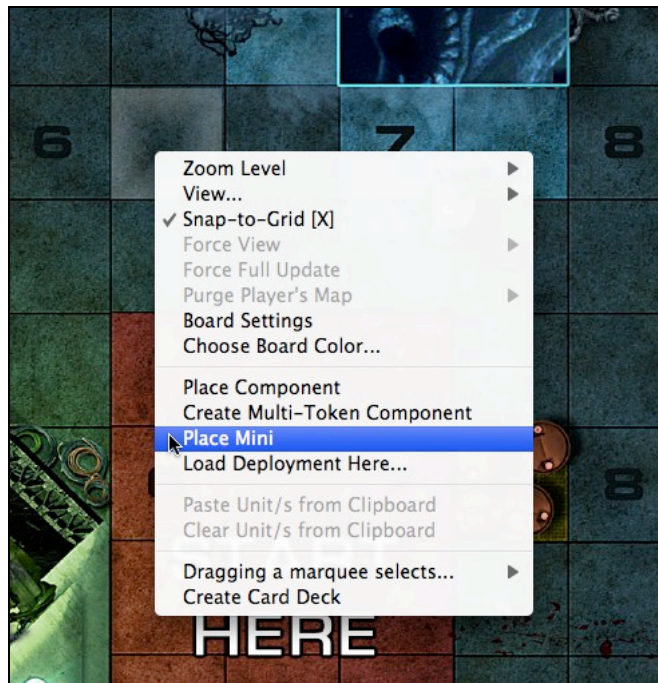 6 7 8
Zoom Level
View...
✓ Snap-to-Grid [X]
Force View
Force Full Update
Purge Player's Map
Board Settings
Choose Board Color...
Place Component
Create Multi-Token Component
Place Mini
Load Deployment Here...
8
Paste Unit/s from Clipboard
Clear Unit/s from Clipboard
START
Dragging a marquee selects...
Create Card Deck
HERE